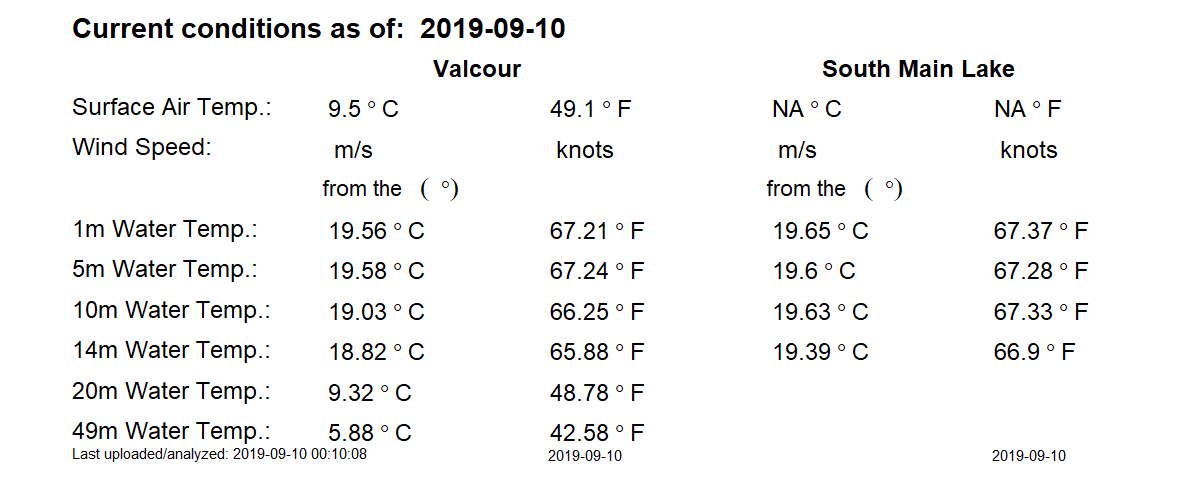 Current conditions as of: 2019-09-10
Valcour South Main Lake
Surface Air Temp.: 9.5 ° C 49.1 ° F NA ° C NA ° F
Wind Speed: m/s knots m/s knots
from the ( °) from the ( °)
1m Water Temp.: 19.56 ° C 67.21 ° F 19.65 ° C 67.37 ° F
5m Water Temp.: 19.58 ° C 67.24 ° F 19.6 ° C 67.28 ° F
10m Water Temp.: 19.03 ° C 66.25 ° F 19.63 ° C 67.33 ° F
14m Water Temp.: 18.82 ° C 65.88 ° F 19.39 ° C 66.9 ° F
20m Water Temp.: 9.32 ° C 48.78 ° F
49m Water Temp.: 5.88 ° C 42.58 ° F
Last uploaded/analyzed: 2019-09-10 00:10:08 2019-09-10 2019-09-10